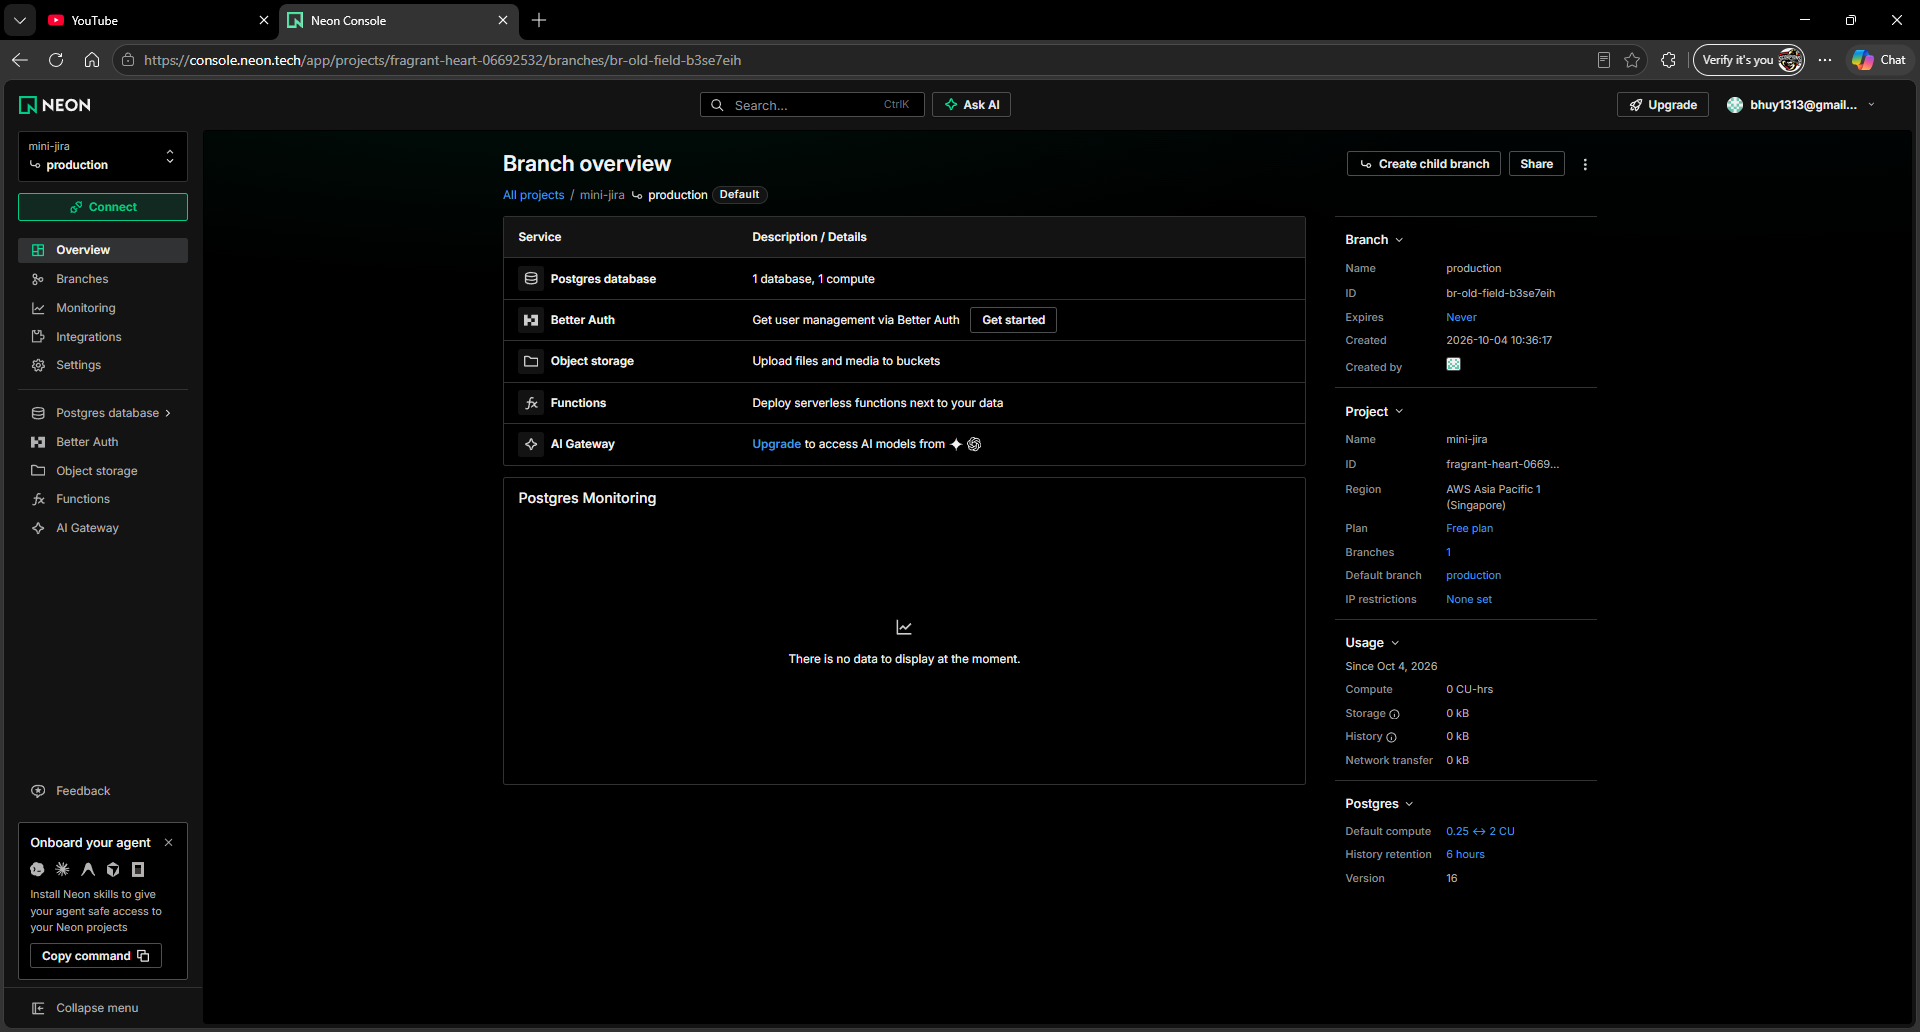 YouTube
Neon Console
https://console.neon.tech/app/projects/fragrant-heart-06692532/branches/br-old-field-b3se7eih
Verify it's you
Chat
NEON
Search...
CtrlK
Ask AI
Upgrade
bhuy1313@gmail...
mini-jira
production
Connect
Overview
Branches
Monitoring
Integrations
Settings
Postgres database
Better Auth
Object storage
Functions
AI Gateway
Feedback
Onboard your agent
Install Neon skills to give
your agent safe access to
your Neon projects
Copy command
Collapse menu
Branch overview
All projects / mini-jira production Default
Create child branch
Share
Service Description / Details
Postgres database 1 database, 1 compute
Better Auth Get user management via Better Auth Get started
Object storage Upload files and media to buckets
Functions Deploy serverless functions next to your data
AI Gateway Upgrade to access AI models from
Postgres Monitoring
There is no data to display at the moment.
Branch
Name production
ID br-old-field-b3se7eih
Expires Never
Created 2026-10-04 10:36:17
Created by
Project
Name mini-jira
ID fragrant-heart-0669...
Region AWS Asia Pacific 1
(Singapore)
Plan Free plan
Branches 1
Default branch production
IP restrictions None set
Usage
Since Oct 4, 2026
Compute 0 CU-hrs
Storage 0 kB
History 0 kB
Network transfer 0 kB
Postgres
Default compute 0.25 ↔ 2 CU
History retention 6 hours
Version 16